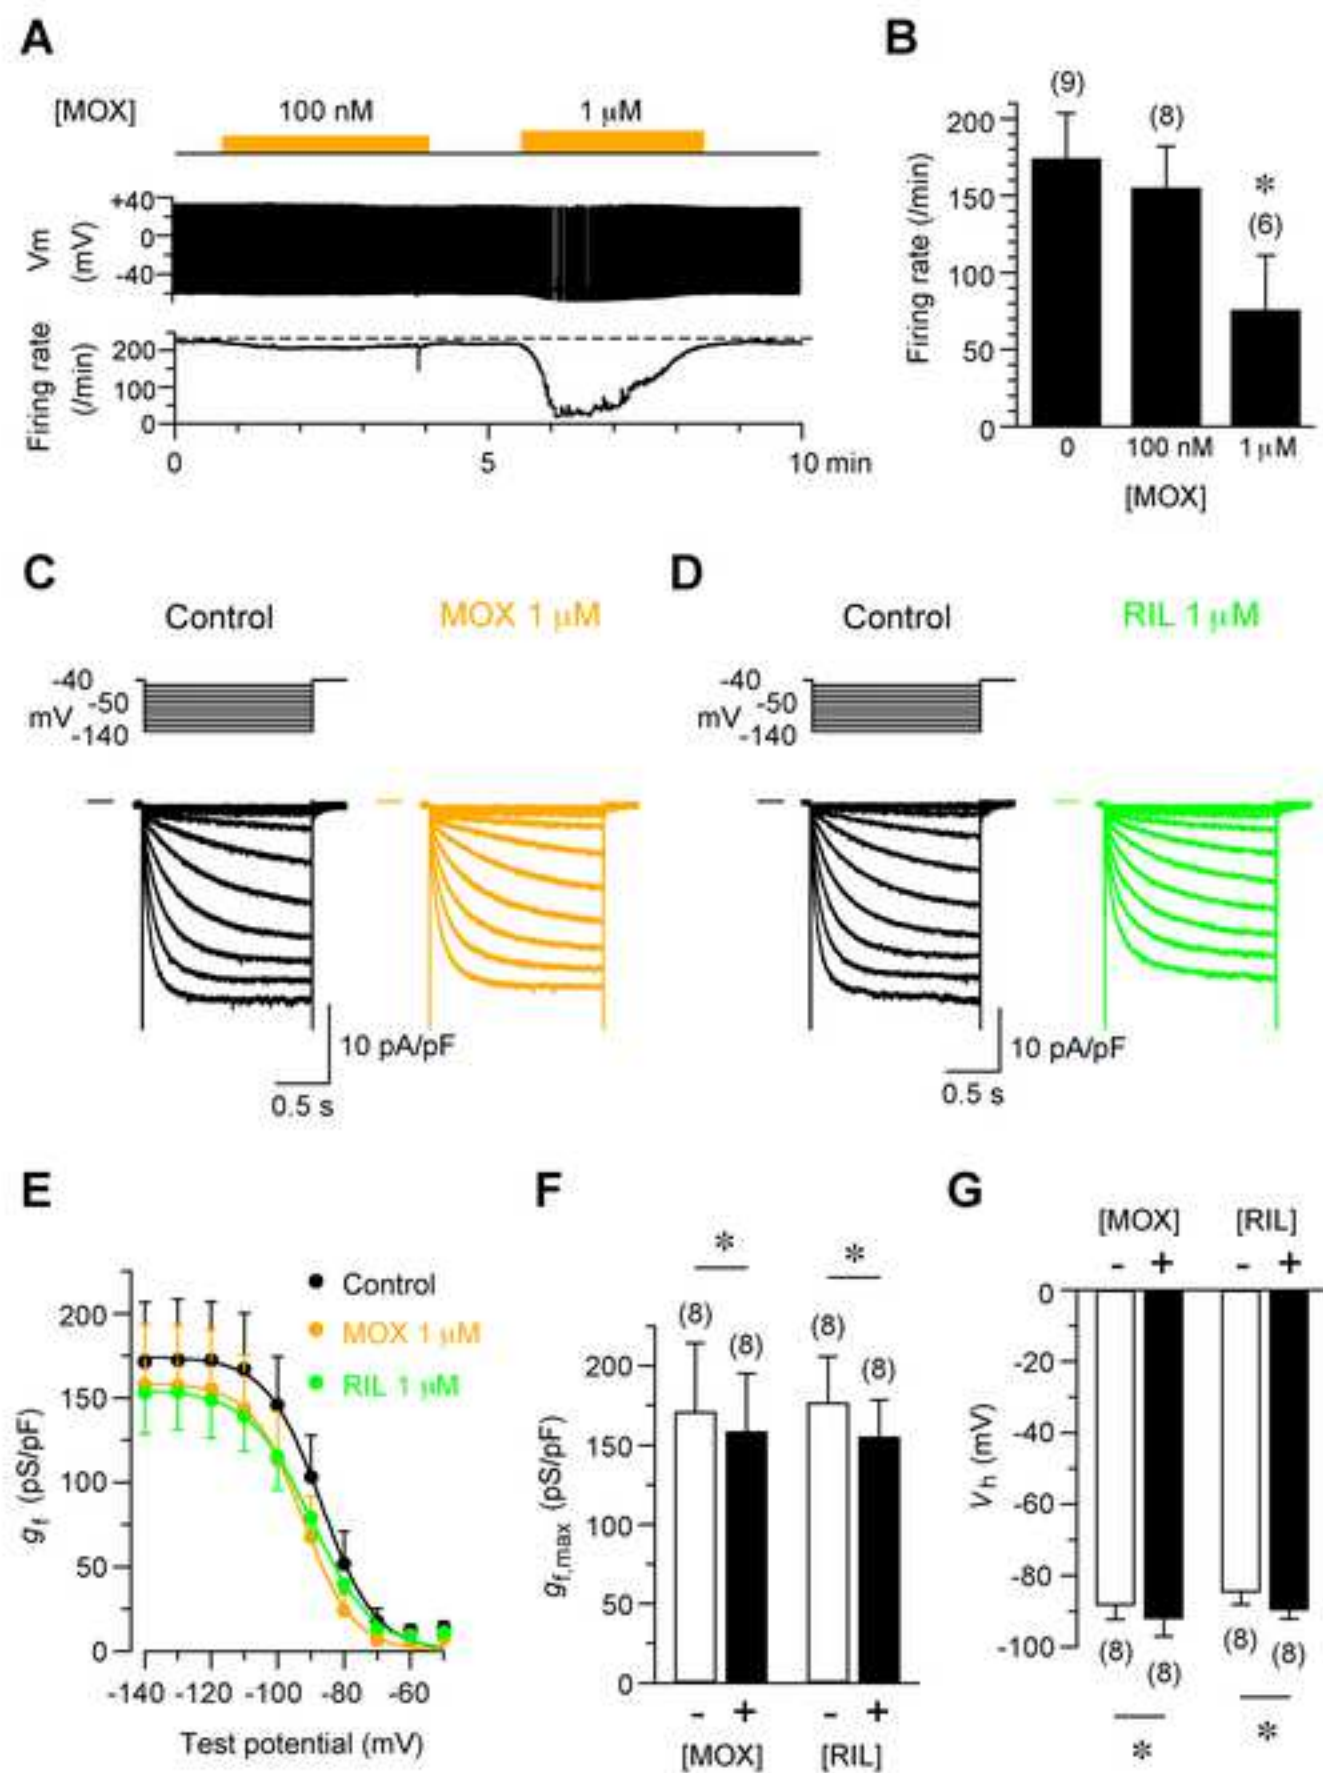 A
[MOX] 100 nM 1 μM
+40
0
-40
Vm
(mV)
200
100
0
Firing rate
(/min)
0 5 10 min
B
(9)
(8)
*
(6)
200
150
100
50
0
Firing rate (/min)
0 100 nM 1 μM
[MOX]
C
Control MOX 1 μM
-40
mV -50
-140
10 pA/pF
0.5 s
D
Control RIL 1 μM
-40
mV -50
-140
10 pA/pF
0.5 s
E
Control
MOX 1 μM
RIL 1 μM
200
150
100
50
0
gf (pS/pF)
-140 -120 -100 -80 -60
Test potential (mV)
F
* *
(8) (8) (8) (8)
200
150
100
50
0
gf,max (pS/pF)
- + - +
[MOX] [RIL]
G
[MOX] [RIL]
- + - +
0
-20
-40
-60
-80
-100
Vh (mV)
(8) (8) (8) (8)
* *